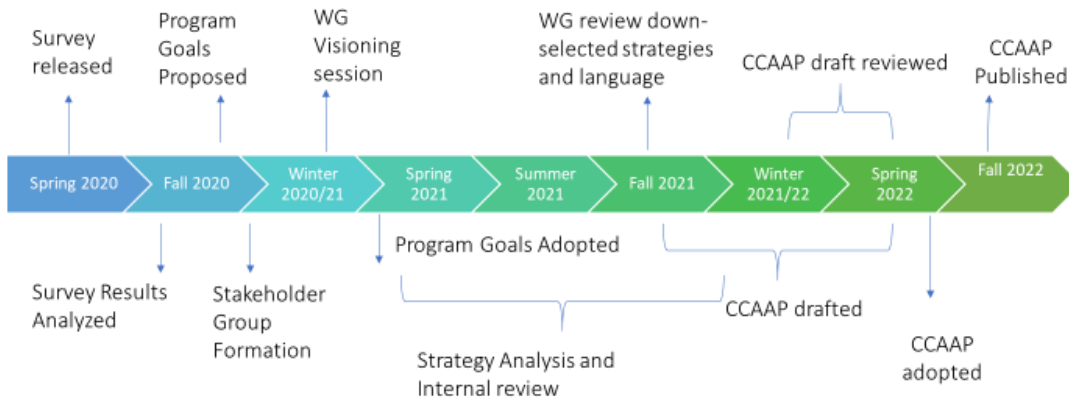 Survey
released
Program
Goals
Proposed
WG
Visioning
session
WG review down-
selected strategies
and language
CCAAP draft reviewed
CCAAP
Published
Spring 2020
Fall 2020
Winter
2020/21
Spring
2021
Summer
2021
Fall 2021
Winter
2021/22
Spring
2022
Fall 2022
Survey Results
Analyzed
Stakeholder
Group
Formation
Program Goals Adopted
Strategy Analysis and
Internal review
CCAAP drafted
CCAAP
adopted